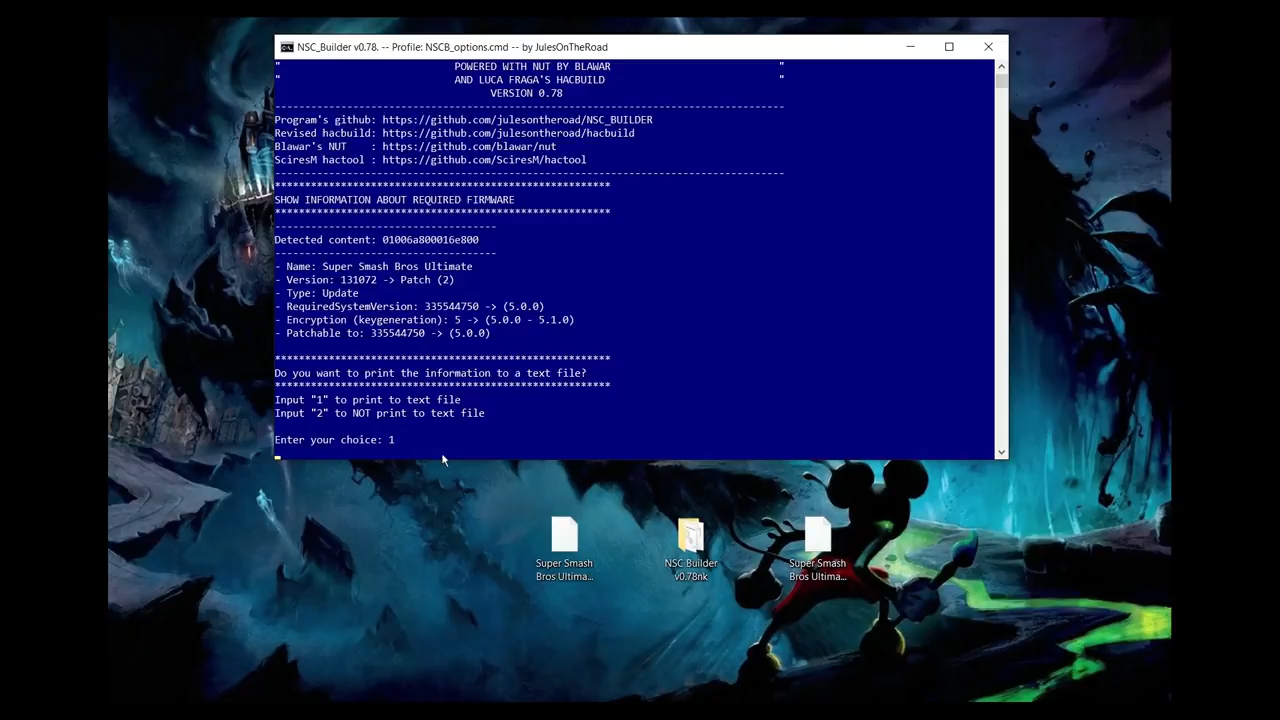 NSC_Builder v0.78. -- Profile: NSCB_options.cmd -- by JulesOnTheRoad
" POWERED WITH NUT BY BLAWAR "
" AND LUCA FRAGA'S HACBUILD "
VERSION 0.78
-------------------------------------------------------------------------------------
Program's github: https://github.com/julesontheroad/NSC_BUILDER
Revised hacbuild: https://github.com/julesontheroad/hacbuild
Blawar's NUT    : https://github.com/blawar/nut
SciresM hactool : https://github.com/SciresM/hactool
-------------------------------------------------------------------------------------
********************************************************
SHOW INFORMATION ABOUT REQUIRED FIRMWARE
********************************************************
-------------------------------------
Detected content: 01006a800016e800
-------------------------------------
- Name: Super Smash Bros Ultimate
- Version: 131072 -> Patch (2)
- Type: Update
- RequiredSystemVersion: 335544750 -> (5.0.0)
- Encryption (keygeneration): 5 -> (5.0.0 - 5.1.0)
- Patchable to: 335544750 -> (5.0.0)
********************************************************
Do you want to print the information to a text file?
********************************************************
Input "1" to print to text file
Input "2" to NOT print to text file
Enter your choice: 1
Super Smash
Bros Ultima...
NSC Builder
v0.78nk
Super Smash
Bros Ultima...